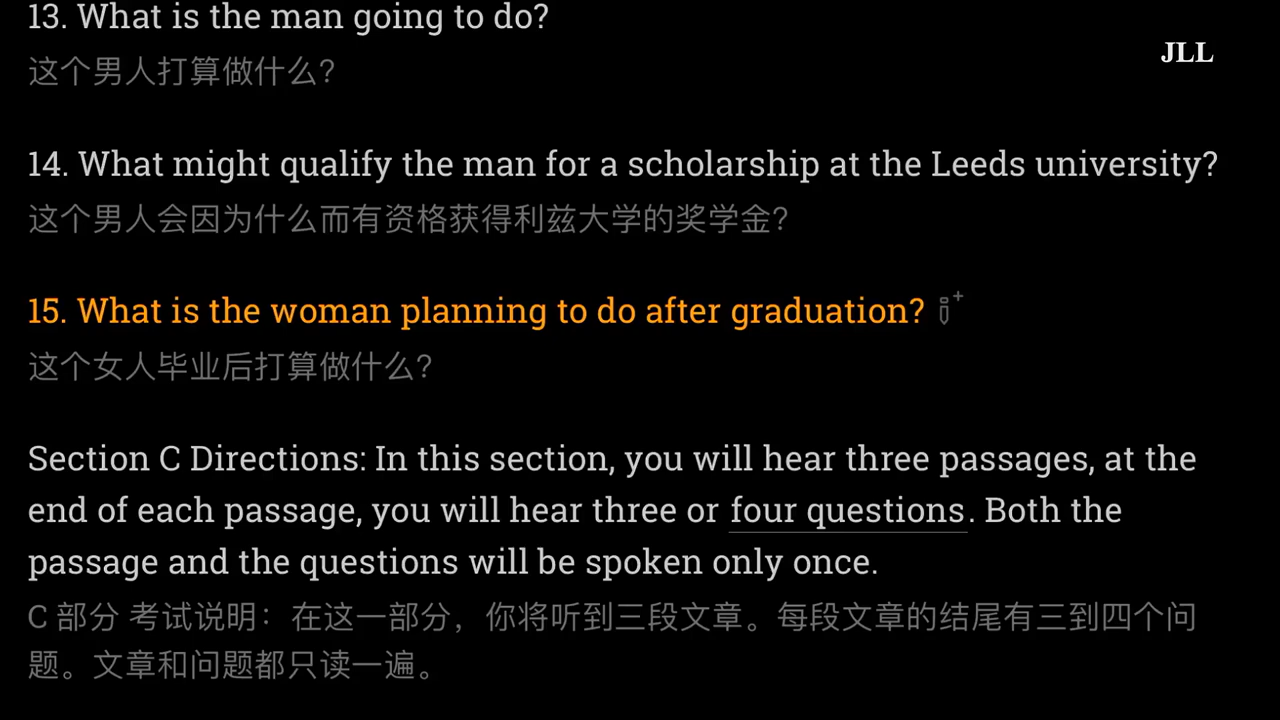 13. What is the man going to do?
这个男人打算做什么?
JLL
14. What might qualify the man for a scholarship at the Leeds university?
这个男人会因为什么而有资格获得利兹大学的奖学金?
15. What is the woman planning to do after graduation?
这个女人毕业后打算做什么?
Section C Directions: In this section, you will hear three passages, at the
end of each passage, you will hear three or four questions. Both the
passage and the questions will be spoken only once.
C 部分 考试说明：在这一部分，你将听到三段文章。每段文章的结尾有三到四个问
题。文章和问题都只读一遍。